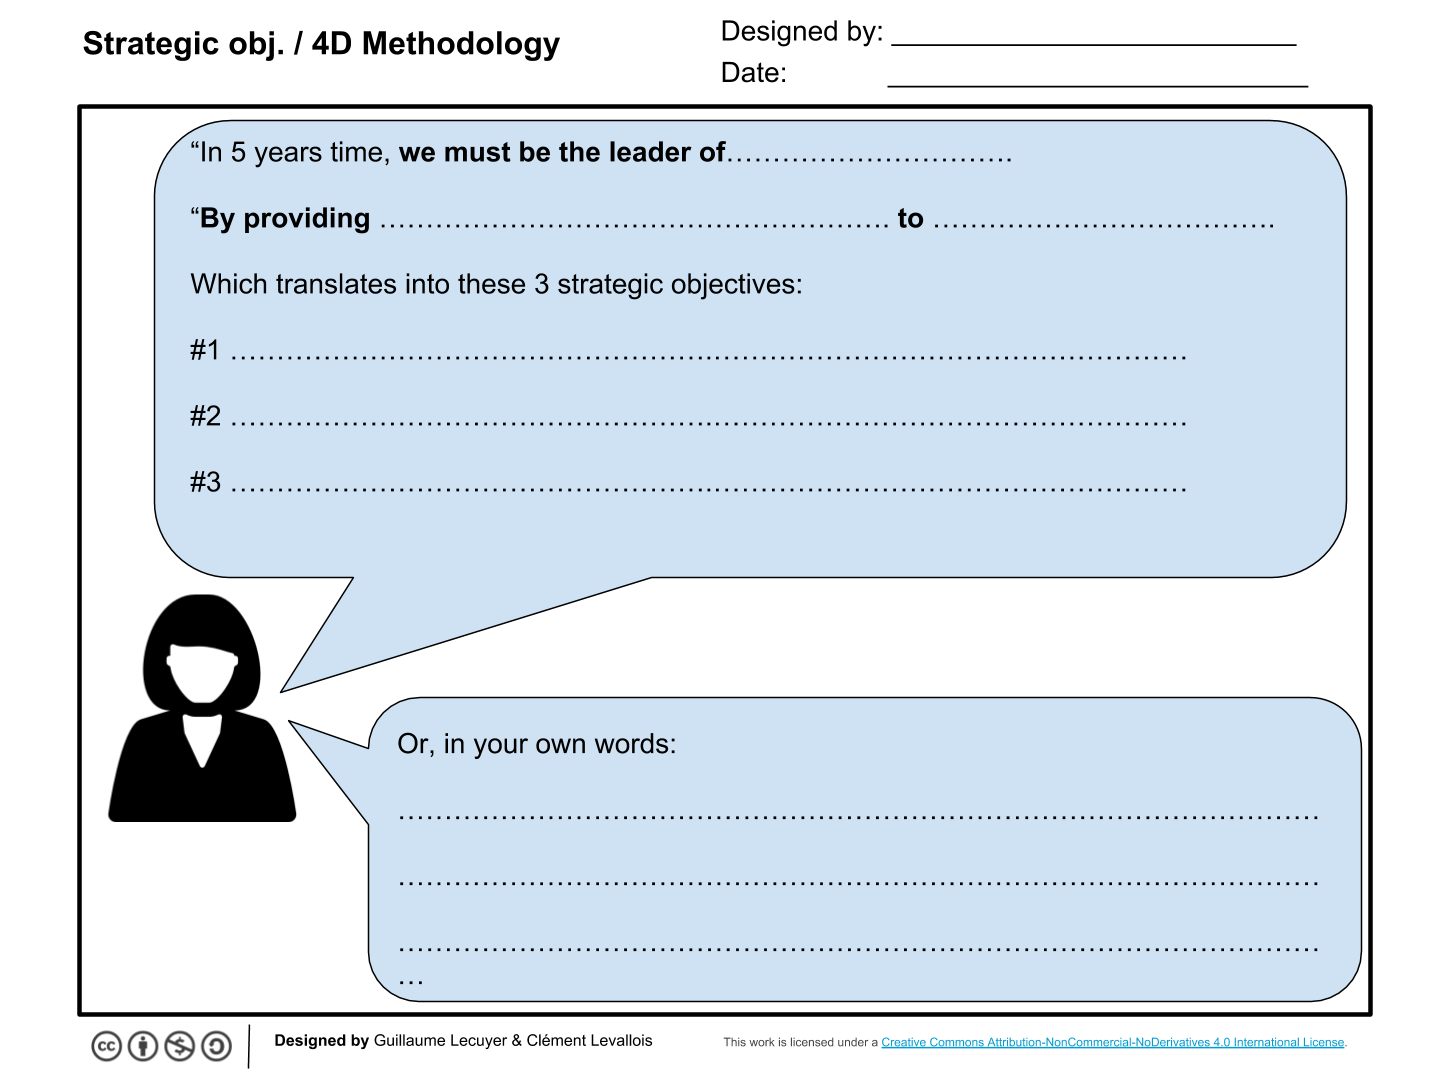 Strategic obj. / 4D Methodology
Designed by: ___________________________
Date: ____________________________
“In 5 years time, we must be the leader of…………………………..
“By providing ………………………………………………. to ……………………………….
Which translates into these 3 strategic objectives:
#1 …………………………………………………………………………………………
#2 …………………………………………………………………………………………
#3 …………………………………………………………………………………………
Or, in your own words:
………………………………………………………………………………………
………………………………………………………………………………………
………………………………………………………………………………………
…
cc
Designed by Guillaume Lecuyer & Clément Levallois
This work is licensed under a Creative Commons Attribution-NonCommercial-NoDerivatives 4.0 International License.